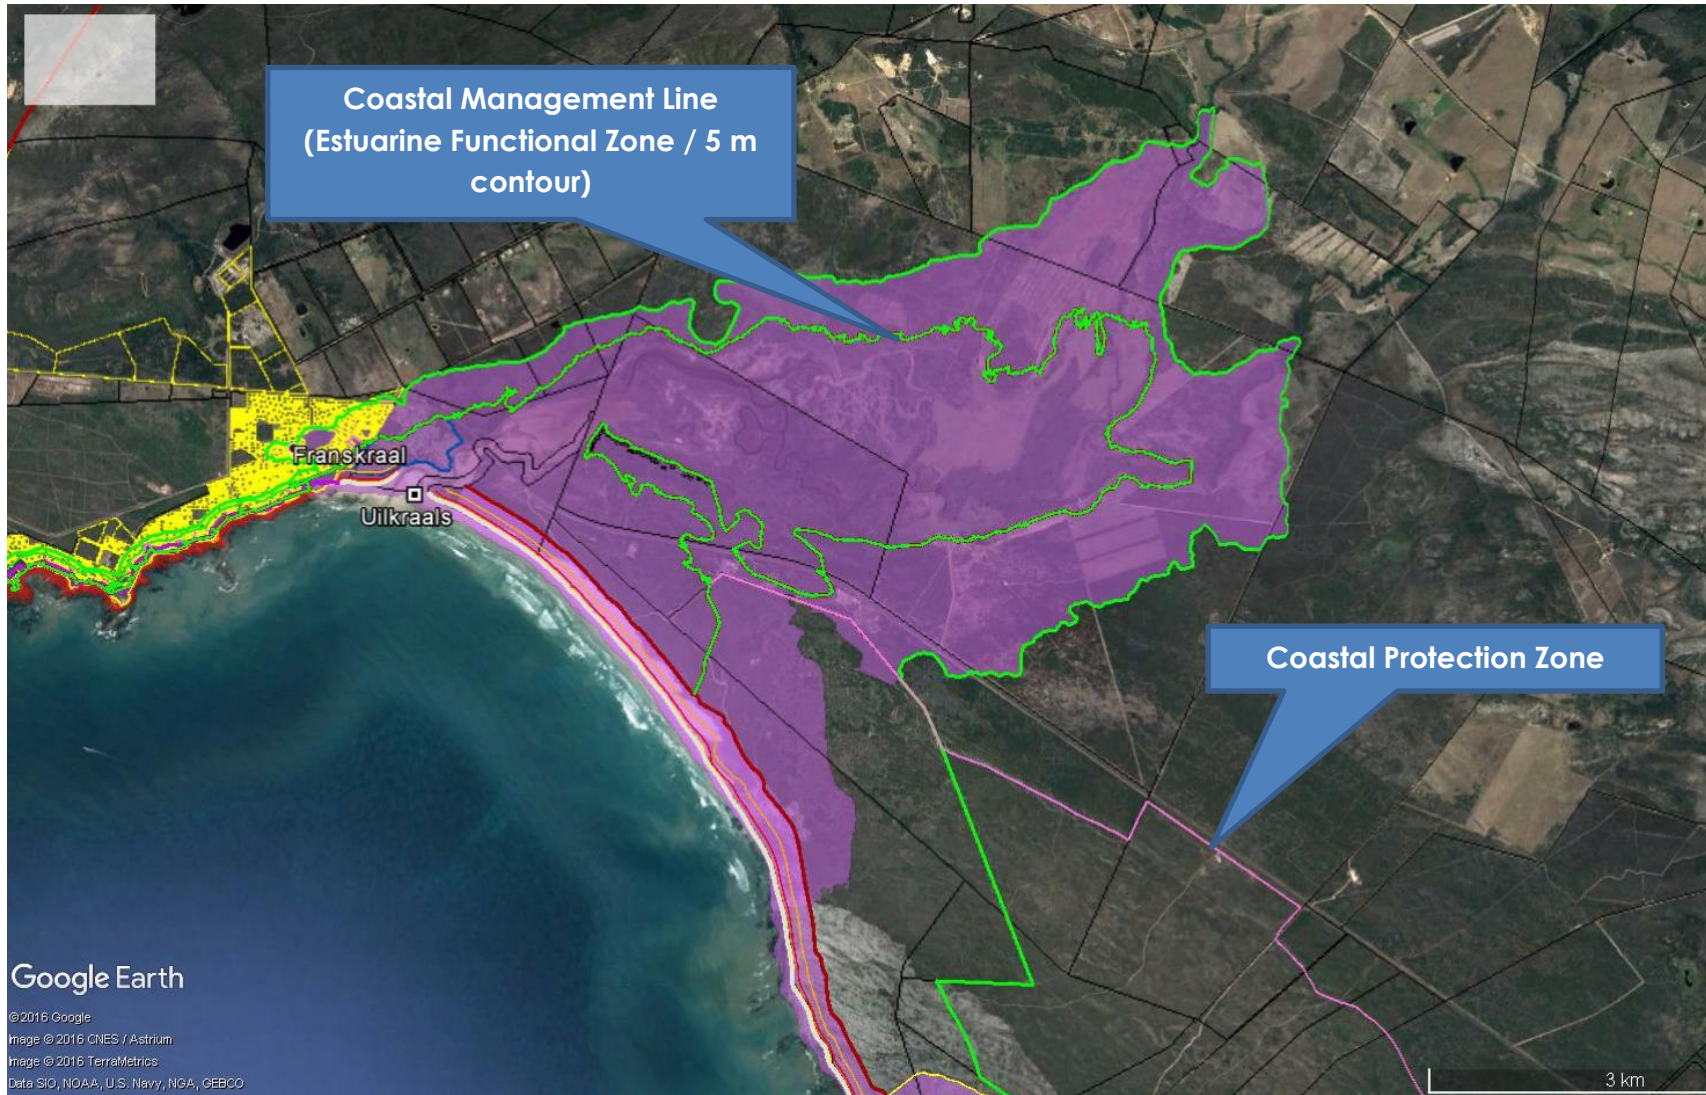 Coastal Management Line
(Estuarine Functional Zone / 5 m
contour)
Franskraal
Uilkraals
Coastal Protection Zone
Google Earth
©2016 Google
Image © 2016 CNES / Astrium
Image © 2016 TerraMetrics
Data SIO, NOAA, U.S. Navy, NGA, GEBCO
3 km